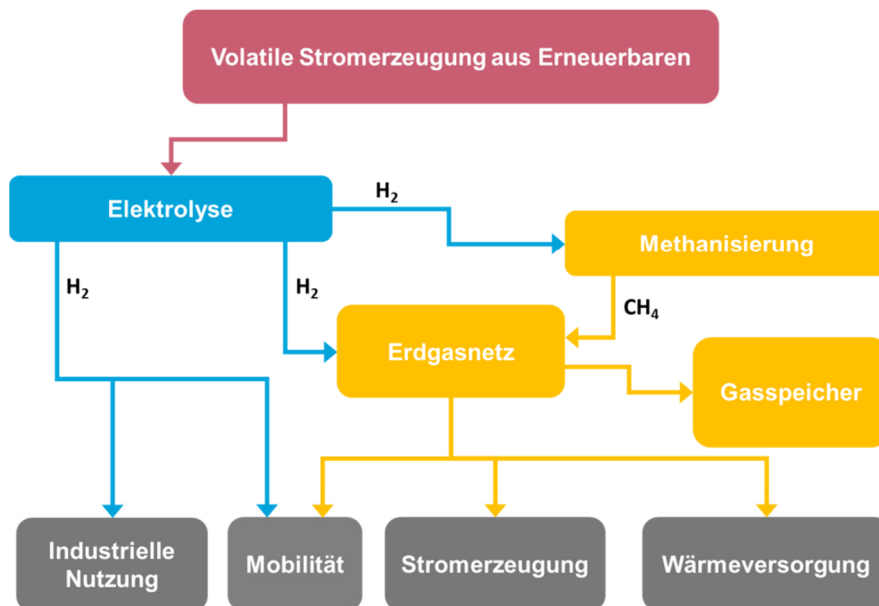 Volatile Stromerzeugung aus Erneuerbaren
Elektrolyse
H₂
Methanisierung
H₂
H₂
CH₄
Erdgasnetz
Gasspeicher
Industrielle
Nutzung
Mobilität
Stromerzeugung
Wärmeversorgung